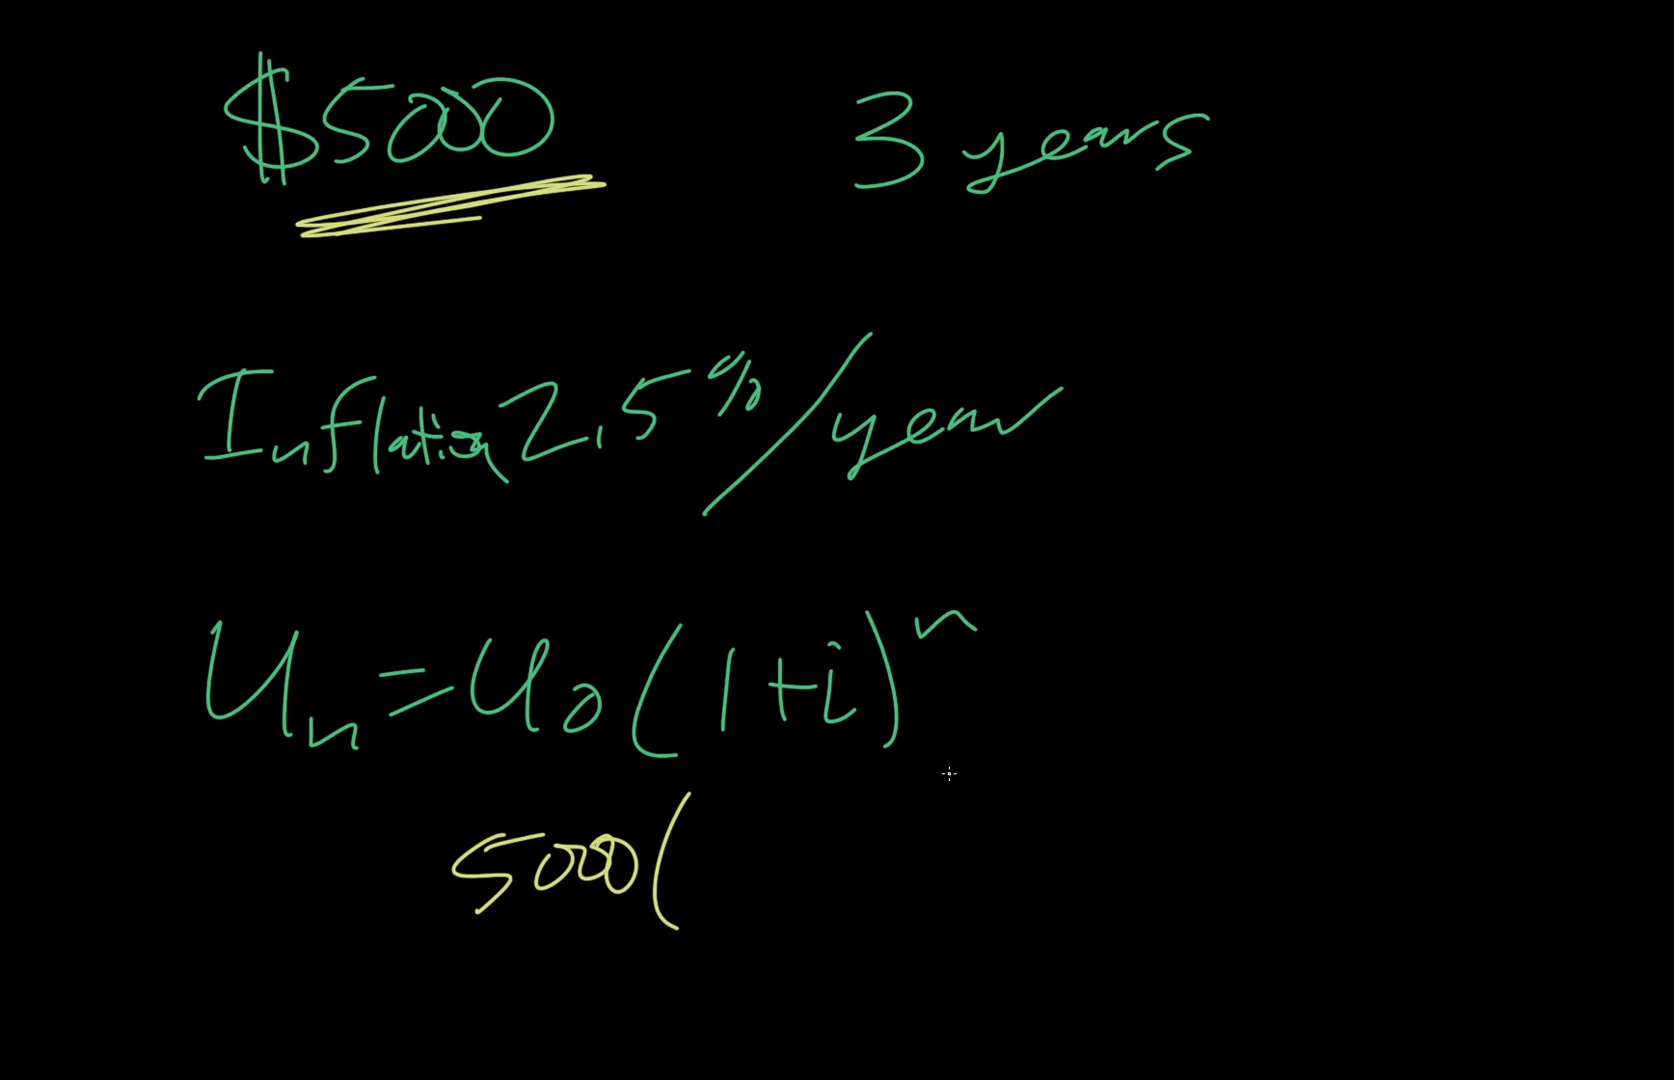 $5000 3 years
Inflation 2.5%/year
Un = U0(1+i)^n
5000(